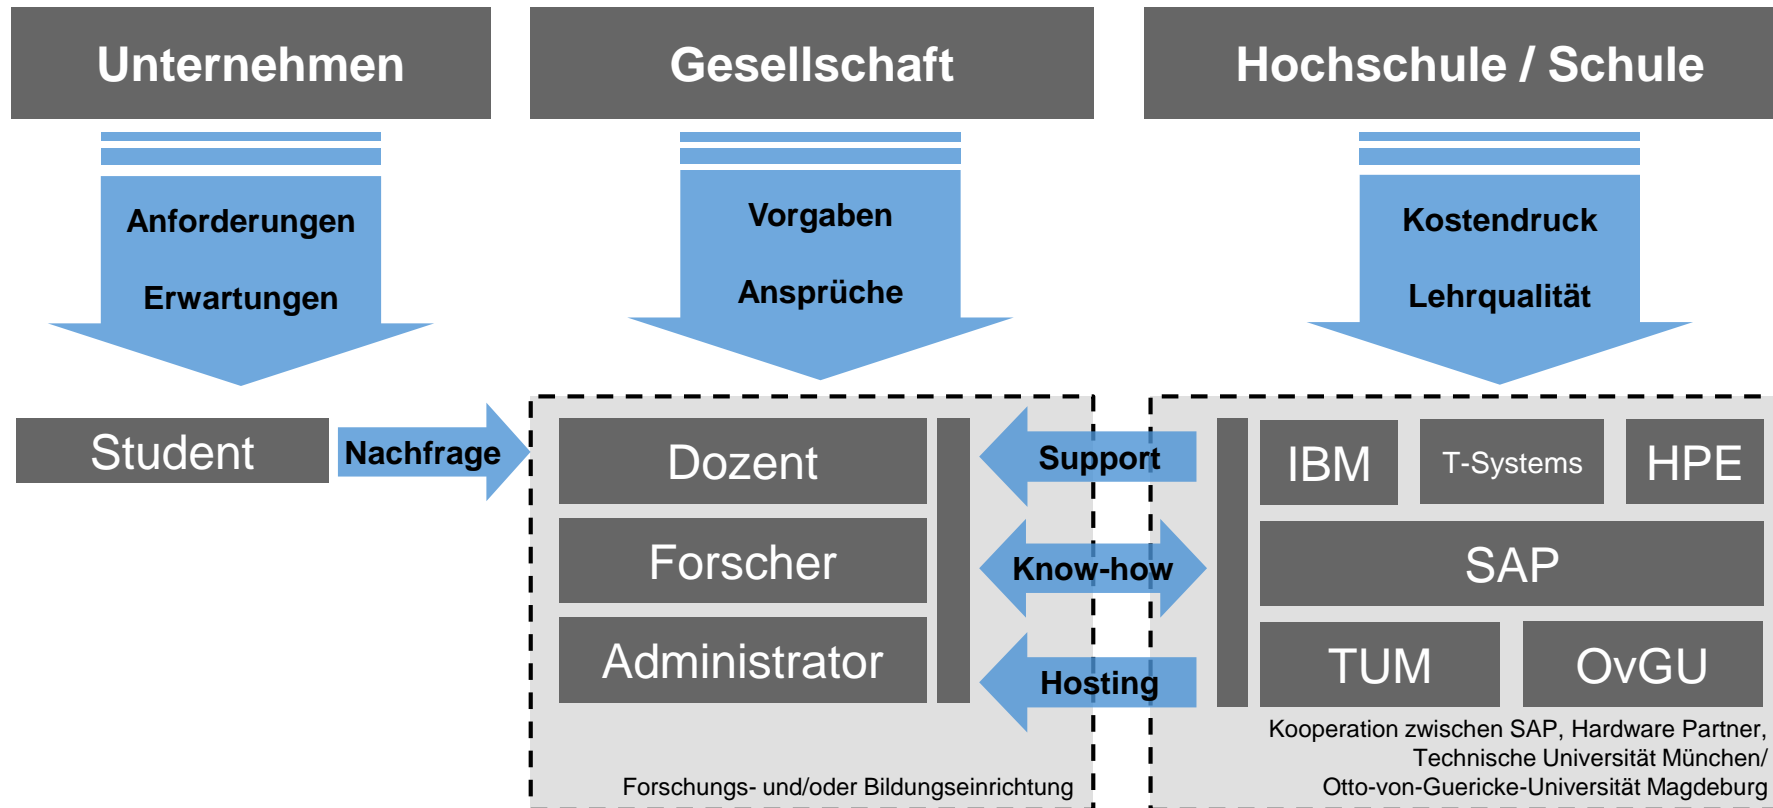 Unternehmen
Gesellschaft
Hochschule / Schule
Anforderungen
Erwartungen
Vorgaben
Ansprüche
Kostendruck
Lehrqualität
Student
Nachfrage
Dozent
Forscher
Administrator
Forschungs- und/oder Bildungseinrichtung
Support
Know-how
Hosting
IBM
T-Systems
HPE
SAP
TUM
OvGU
Kooperation zwischen SAP, Hardware Partner,
Technische Universität München/
Otto-von-Guericke-Universität Magdeburg